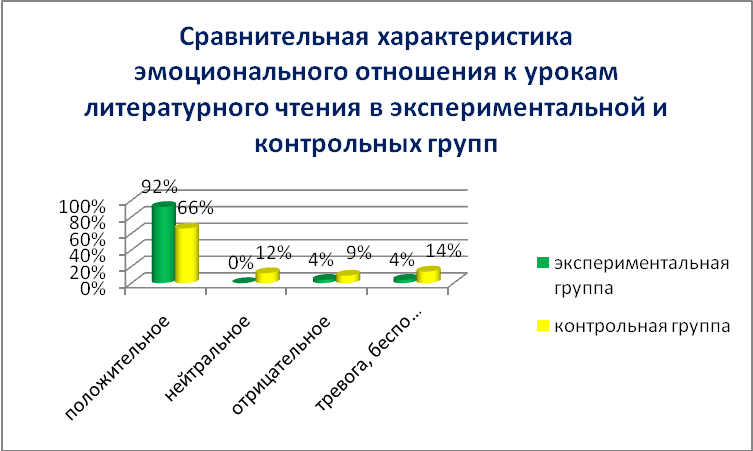 Сравнительная характеристика
эмоционального отношения к урокам
литературного чтения в экспериментальной и
контрольных групп
92%
66%
0%
12%
4%
9%
4%
14%
100%
80%
60%
40%
20%
0%
положительное
нейтральное
отрицательное
тревога, беспо...
экспериментальная
группа
контрольная группа